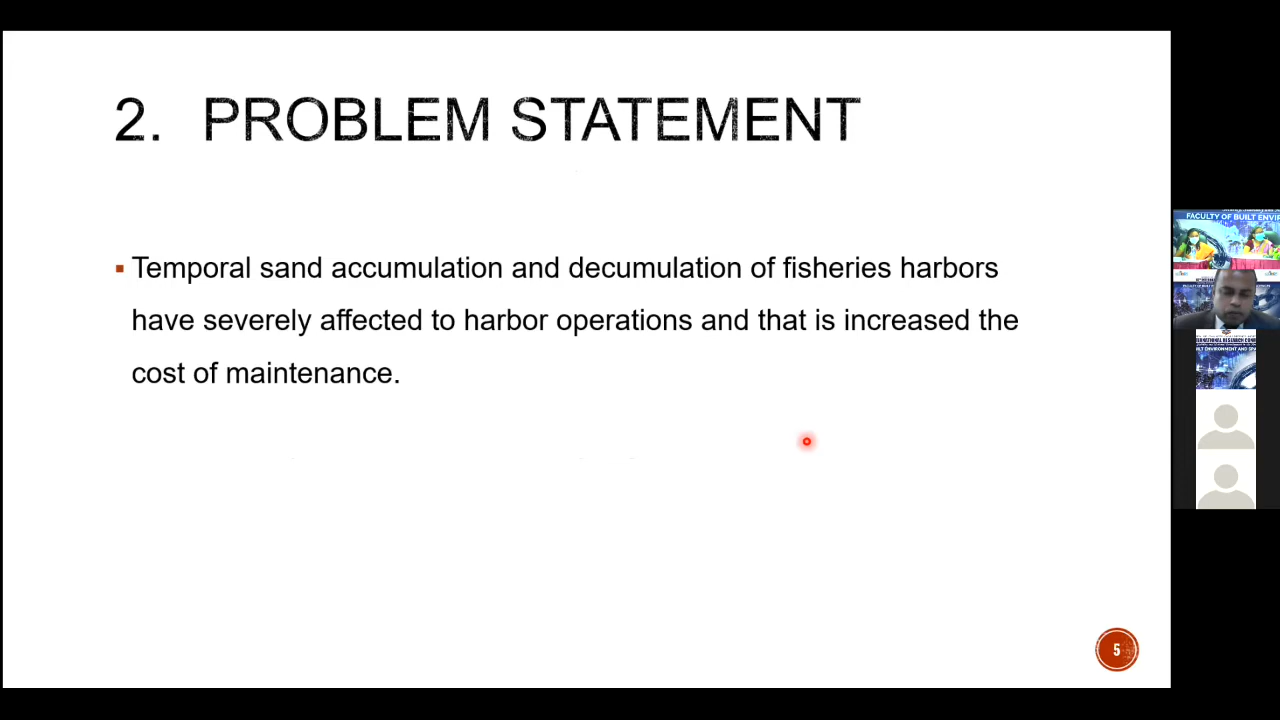 2. PROBLEM STATEMENT
Temporal sand accumulation and decumulation of fisheries harbors
have severely affected to harbor operations and that is increased the
cost of maintenance.
5
FACULTY OF BUILT ENVIR